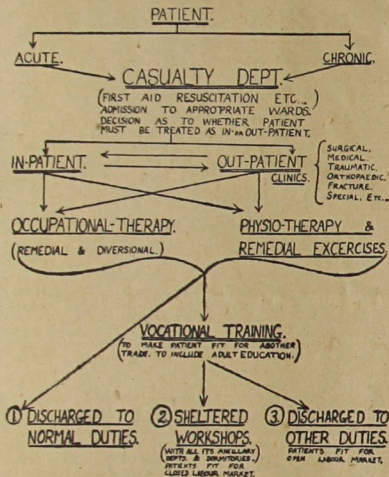 PATIENT.
ACUTE. CHRONIC.
CASUALTY DEPT.
(FIRST AID RESUSCITATION ETC...
ADMISSION TO APPROPRIATE WARDS.
DECISION AS TO WHETHER PATIENT
MUST BE TREATED AS IN-OR OUT-PATIENT.)
IN-PATIENT. OUT-PATIENT
CLINICS.
SURGICAL.
MEDICAL.
TRAUMATIC.
ORTHOPAEDIC.
FRACTURE.
SPECIAL, ETC..
OCCUPATIONAL-THERAPY.
(REMEDIAL & DIVERSIONAL.)
PHYSIO-THERAPY &
REMEDIAL EXCERCISES.
VOCATIONAL TRAINING.
(TO MAKE PATIENT FIT FOR ANOTHER
TRADE. TO INCLUDE ADULT EDUCATION.)
① DISCHARGED TO
NORMAL DUTIES.
② SHELTERED
WORKSHOPS.
(WITH ALL ITS ANCILLARY
DEPTS. & DORMITORIES.
PATIENTS FIT FOR
CLOSED LABOUR MARKET.)
③ DISCHARGED TO
OTHER DUTIES.
PATIENTS FIT FOR
OPEN LABOUR MARKET.